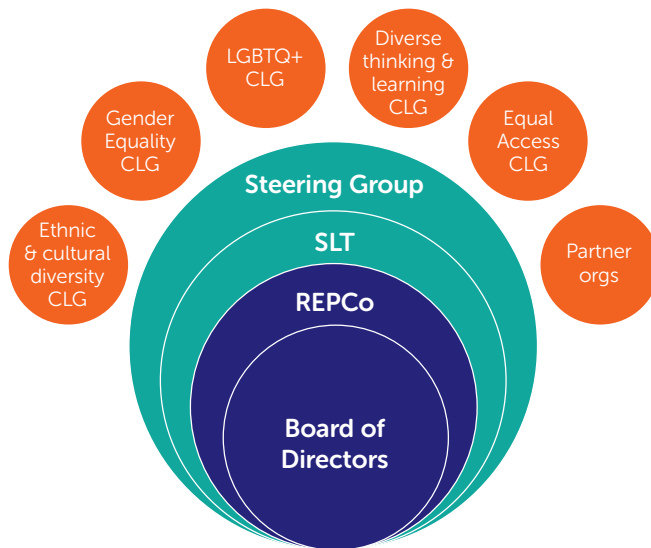 LGBTQ+
CLG
Diverse
thinking &
learning
CLG
Gender
Equality
CLG
Equal
Access
CLG
Ethnic
& cultural
diversity
CLG
Partner
orgs
Steering Group
SLT
REPCo
Board of
Directors